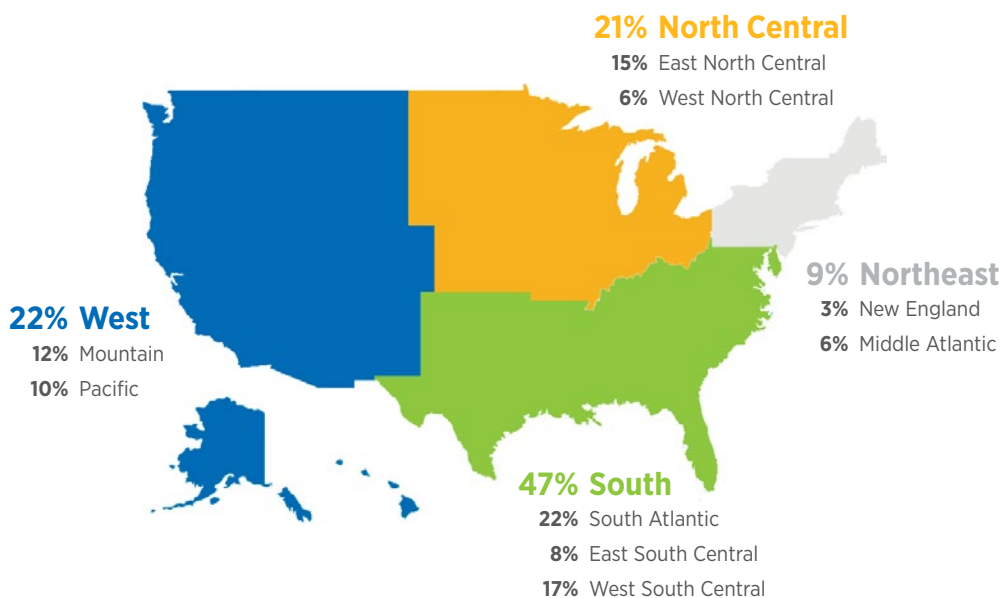 21% North Central
15% East North Central
6% West North Central
9% Northeast
3% New England
6% Middle Atlantic
22% West
12% Mountain
10% Pacific
47% South
22% South Atlantic
8% East South Central
17% West South Central